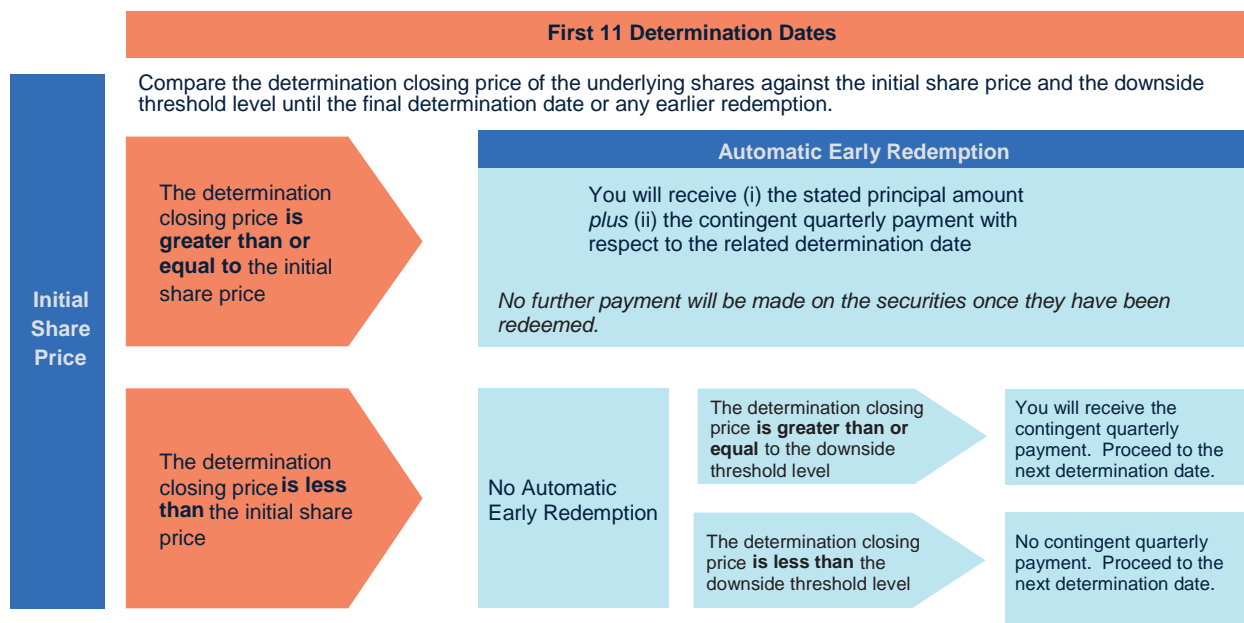 First 11 Determination Dates
Compare the determination closing price of the underlying shares against the initial share price and the downside
threshold level until the final determination date or any earlier redemption.
Initial
Share
Price
The determination
closing price is
greater than or
equal to the initial
share price
Automatic Early Redemption
You will receive (i) the stated principal amount
plus (ii) the contingent quarterly payment with
respect to the related determination date
No further payment will be made on the securities once they have been
redeemed.
The determination
closing price is less
than the initial share
price
No Automatic
Early Redemption
The determination closing
price is greater than or
equal to the downside
threshold level
You will receive the
contingent quarterly
payment.  Proceed to the
next determination date.
The determination closing
price is less than the
downside threshold level
No contingent quarterly
payment.  Proceed to the
next determination date.